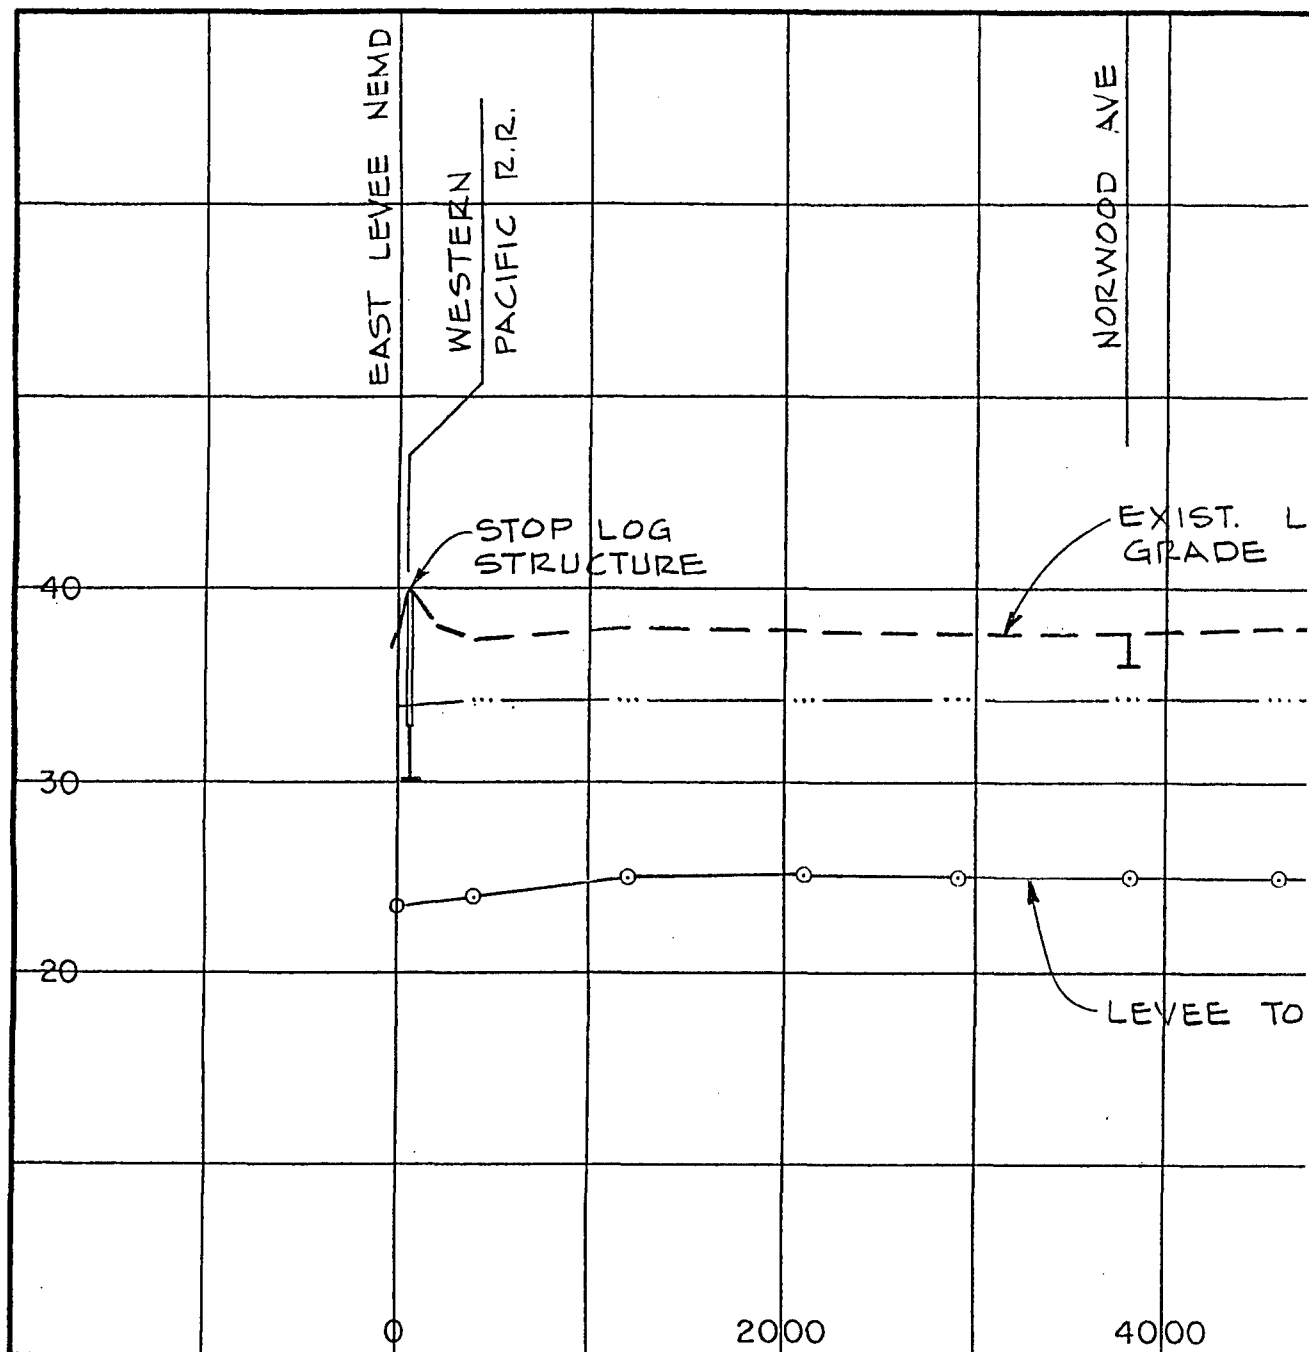 EAST LEVEE NEMD
WESTERN
PACIFIC R.R.
NORWOOD AVE
STOP LOG
STRUCTURE
EXIST. L
GRADE
40
30
20
LEVEE TO
0
2000
4000